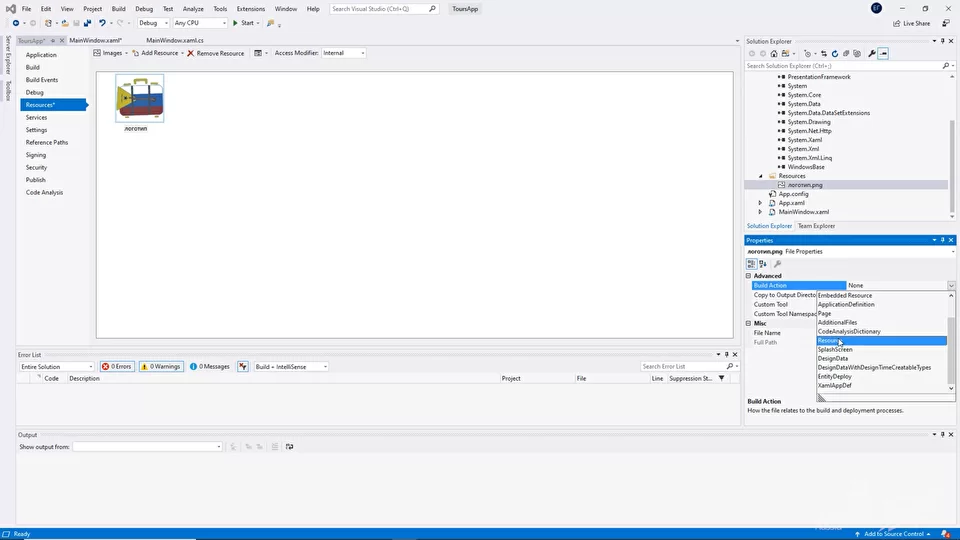 File Edit View Project Build Debug Test Analyze Tools Extensions Window Help Search Visual Studio (Ctrl+Q) ToursApp ЕГ
Debug Any CPU Start Live Share
ToursApp* MainWindow.xaml* MainWindow.xaml.cs
Application
Build
Build Events
Debug
Resources*
Services
Settings
Reference Paths
Signing
Security
Publish
Code Analysis
Images Add Resource Remove Resource Access Modifier: Internal
логотип
Server Explorer
Toolbox
Solution Explorer
Search Solution Explorer (Ctrl+;)
PresentationFramework
System
System.Core
System.Data
System.Data.DataSetExtensions
System.Drawing
System.Net.Http
System.Xaml
System.Xml
System.Xml.Linq
WindowsBase
Resources
логотип.png
App.config
App.xaml
MainWindow.xaml
Solution Explorer Team Explorer
Properties
логотип.png File Properties
Advanced
Build Action None
Copy to Output Directo
Custom Tool
Custom Tool Namespac
Misc
File Name
Full Path
Embedded Resource
ApplicationDefinition
Page
AdditionalFiles
CodeAnalysisDictionary
Resource
SplashScreen
DesignData
DesignDataWithDesignTimeCreatableTypes
EntityDeploy
XamlAppDef
Build Action
How the file relates to the build and deployment processes.
Error List
Entire Solution 0 Errors 0 Warnings 0 Messages Build + IntelliSense Search Error List
Code Description Project File Line Suppression St...
Output
Show output from:
Ready Add to Source Control